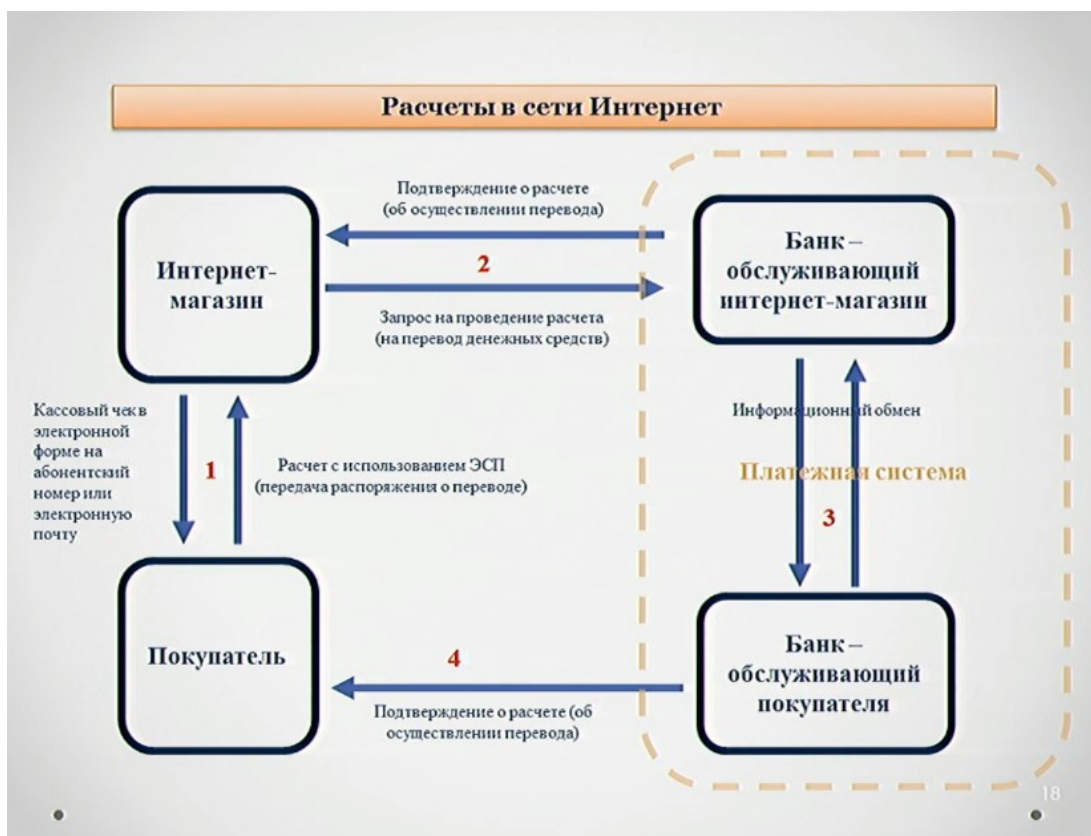 Расчеты в сети Интернет
Подтверждение о расчете
(об осуществлении перевода)
2
Запрос на проведение расчета
(на перевод денежных средств)
Интернет-
магазин
Банк –
обслуживающий
интернет-магазин
Кассовый чек в
электронной
форме на
абонентский
номер или
электронную
почту
1
Расчет с использованием ЭСП
(передача распоряжения о переводе)
Информационный обмен
Платежная система
3
Покупатель
4
Подтверждение о расчете (об
осуществлении перевода)
Банк –
обслуживающий
покупателя
18